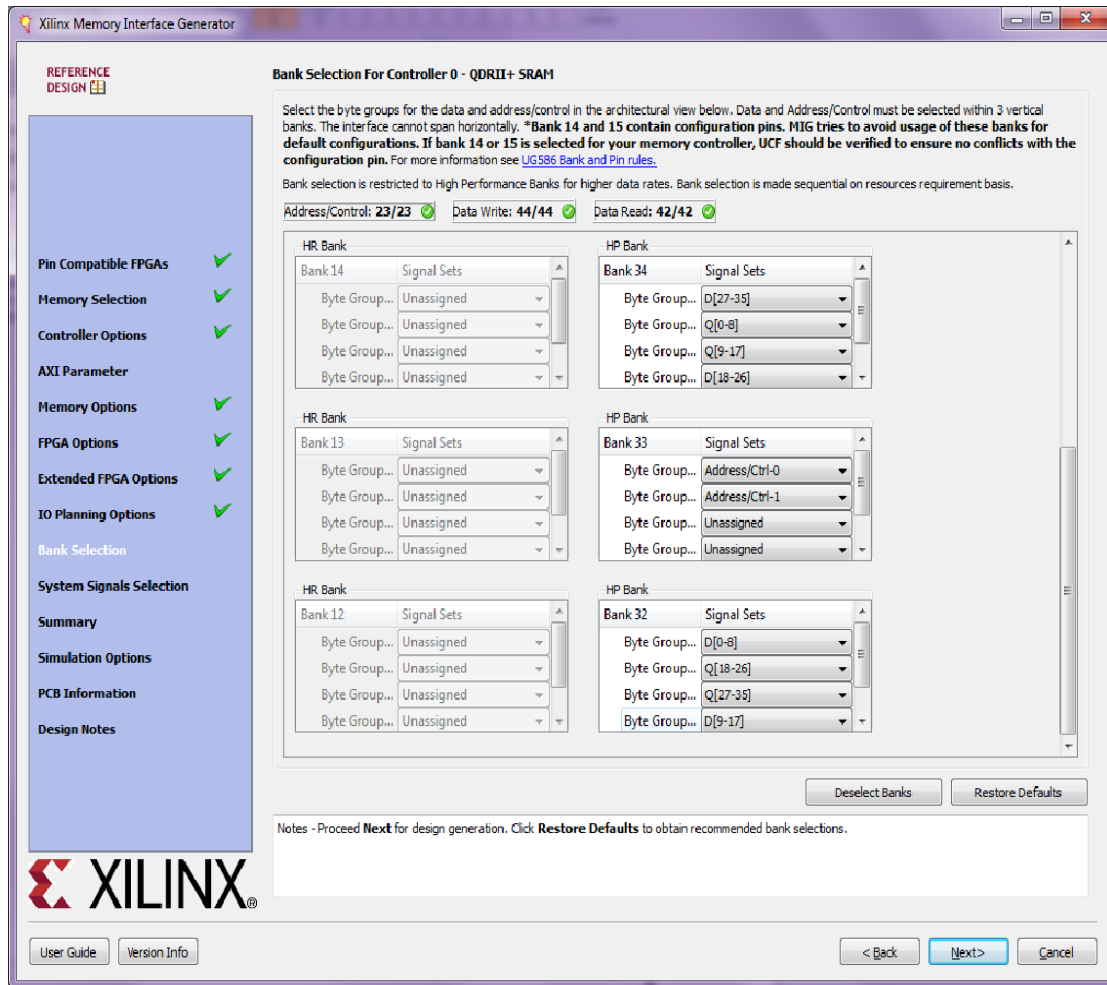 Xilinx Memory Interface Generator
REFERENCE
DESIGN
Pin Compatible FPGAs
Memory Selection
Controller Options
AXI Parameter
Memory Options
FPGA Options
Extended FPGA Options
IO Planning Options
Bank Selection
System Signals Selection
Summary
Simulation Options
PCB Information
Design Notes
XILINX®
Bank Selection For Controller 0 - QDRII+ SRAM
Select the byte groups for the data and address/control in the architectural view below. Data and Address/Control must be selected within 3 vertical
banks. The interface cannot span horizontally. *Bank 14 and 15 contain configuration pins. MIG tries to avoid usage of these banks for
default configurations. If bank 14 or 15 is selected for your memory controller, UCF should be verified to ensure no conflicts with the
configuration pin. For more information see UG586 Bank and Pin rules.
Bank selection is restricted to High Performance Banks for higher data rates. Bank selection is made sequential on resources requirement basis.
Address/Control: 23/23 Data Write: 44/44 Data Read: 42/42
HR Bank
Bank 14 Signal Sets
Byte Group... Unassigned
Byte Group... Unassigned
Byte Group... Unassigned
Byte Group... Unassigned
HP Bank
Bank 34 Signal Sets
Byte Group... D[27-35]
Byte Group... Q[0-8]
Byte Group... Q[9-17]
Byte Group... D[18-26]
HR Bank
Bank 13 Signal Sets
Byte Group... Unassigned
Byte Group... Unassigned
Byte Group... Unassigned
Byte Group... Unassigned
HP Bank
Bank 33 Signal Sets
Byte Group... Address/Ctrl-0
Byte Group... Address/Ctrl-1
Byte Group... Unassigned
Byte Group... Unassigned
HR Bank
Bank 12 Signal Sets
Byte Group... Unassigned
Byte Group... Unassigned
Byte Group... Unassigned
Byte Group... Unassigned
HP Bank
Bank 32 Signal Sets
Byte Group... D[0-8]
Byte Group... Q[18-26]
Byte Group... Q[27-35]
Byte Group... D[9-17]
Deselect Banks Restore Defaults
Notes - Proceed Next for design generation. Click Restore Defaults to obtain recommended bank selections.
User Guide Version Info < Back Next> Cancel